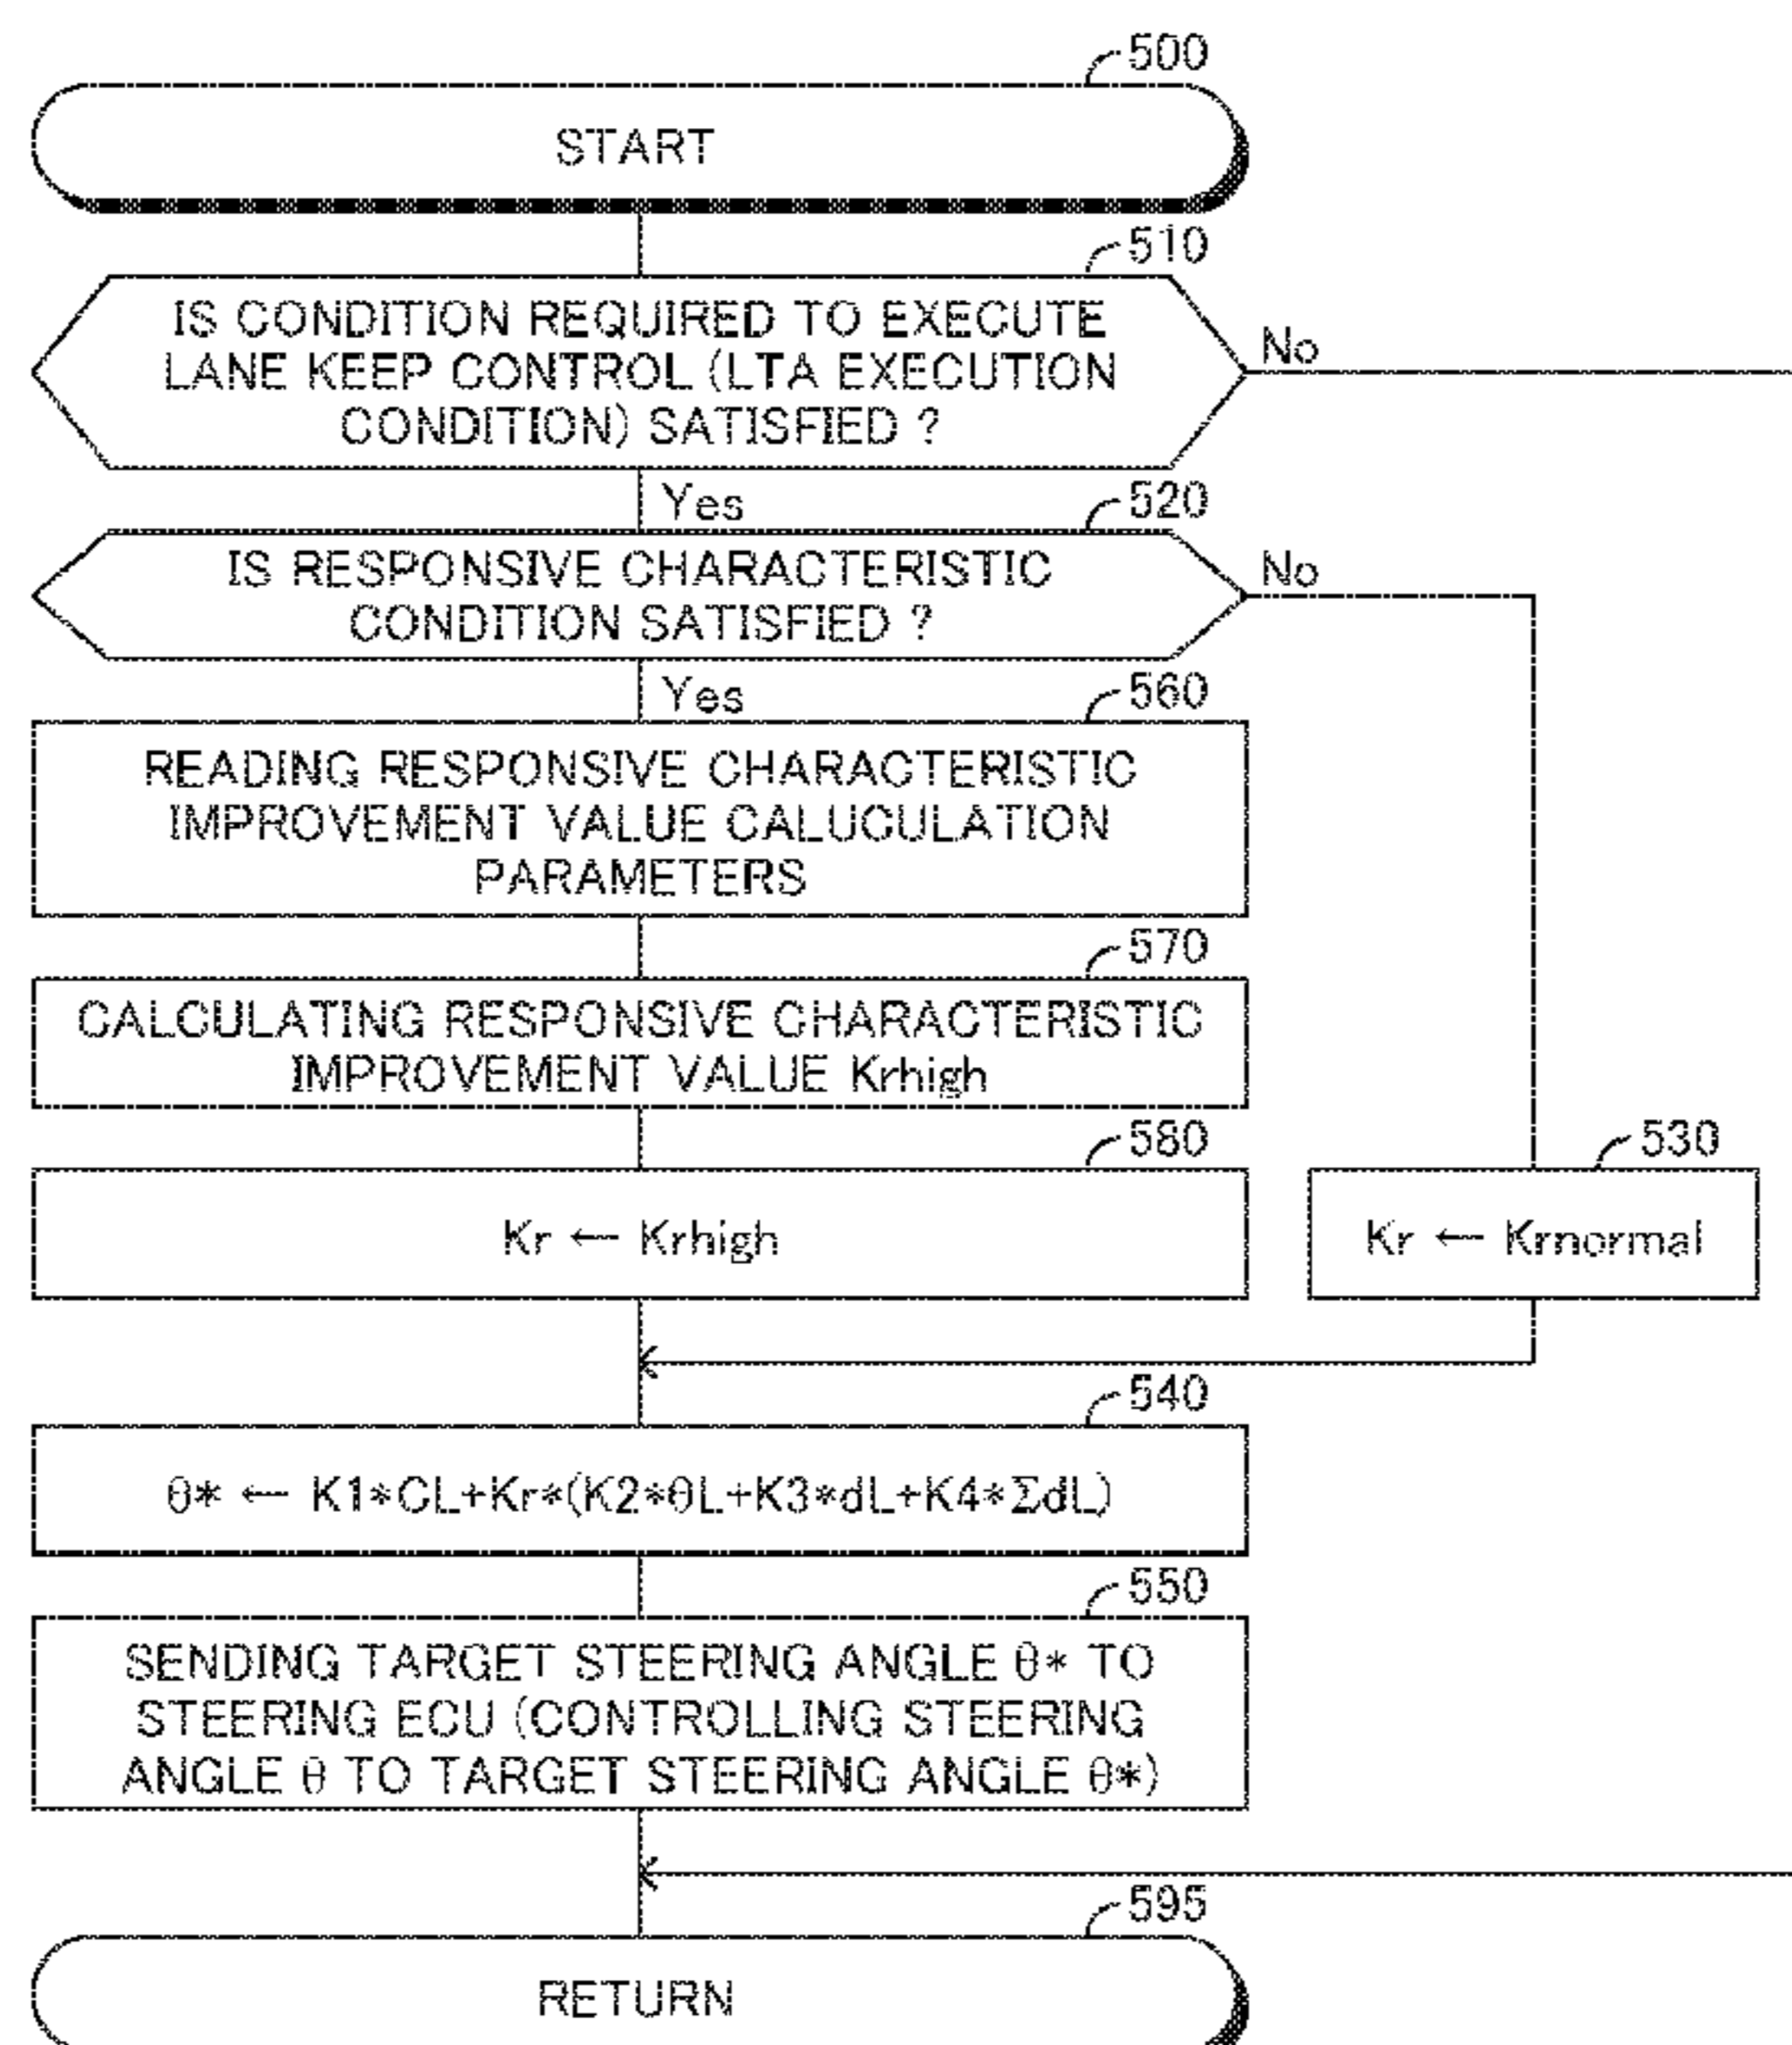 500
START
510
IS CONDITION REQUIRED TO EXECUTE
LANE KEEP CONTROL (LTA EXECUTION
CONDITION) SATISFIED ?
No
Yes
520
IS RESPONSIVE CHARACTERISTIC
CONDITION SATISFIED ?
No
Yes
560
READING RESPONSIVE CHARACTERISTIC
IMPROVEMENT VALUE CALUCULATION
PARAMETERS
570
CALCULATING RESPONSIVE CHARACTERISTIC
IMPROVEMENT VALUE Krhigh
580
Kr ← Krhigh
530
Kr ← Krnormal
540
θ* ← K1*CL+Kr*(K2*θL+K3*dL+K4*ΣdL)
550
SENDING TARGET STEERING ANGLE θ* TO
STEERING ECU (CONTROLLING STEERING
ANGLE θ TO TARGET STEERING ANGLE θ*)
595
RETURN